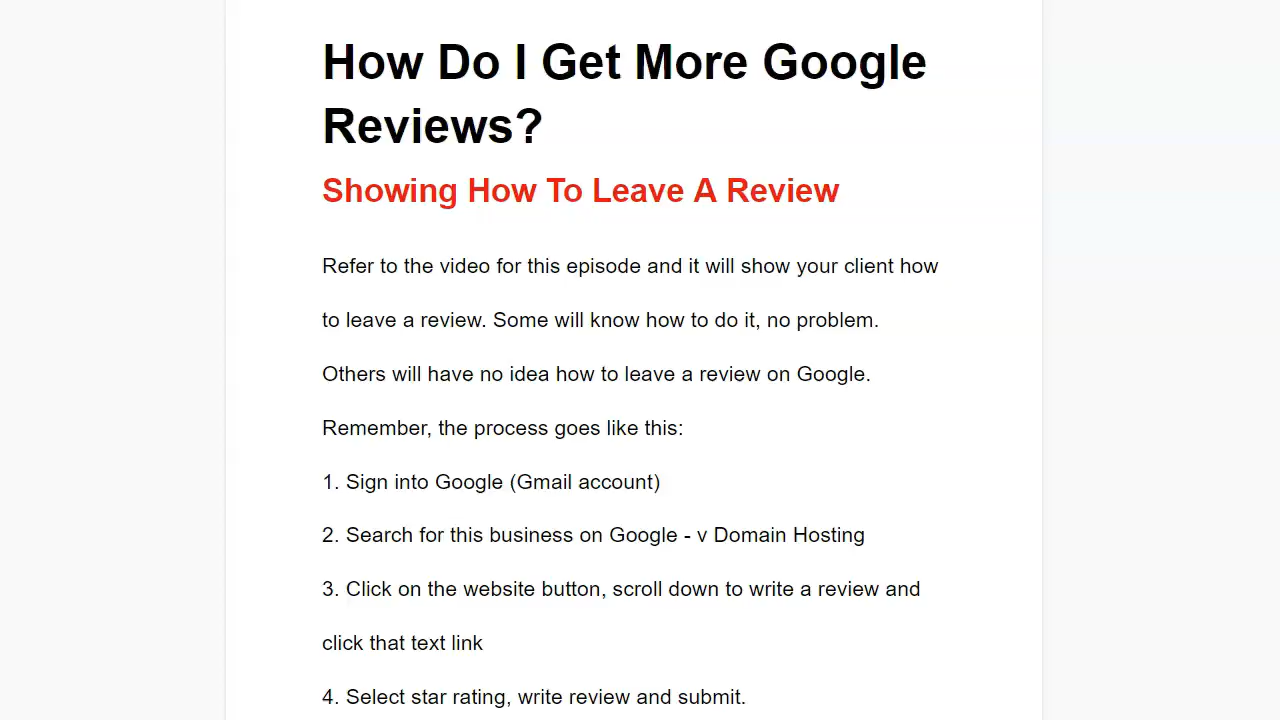 How Do I Get More Google
Reviews?
Showing How To Leave A Review
Refer to the video for this episode and it will show your client how
to leave a review. Some will know how to do it, no problem.
Others will have no idea how to leave a review on Google.
Remember, the process goes like this:
1. Sign into Google (Gmail account)
2. Search for this business on Google - v Domain Hosting
3. Click on the website button, scroll down to write a review and
click that text link
4. Select star rating, write review and submit.